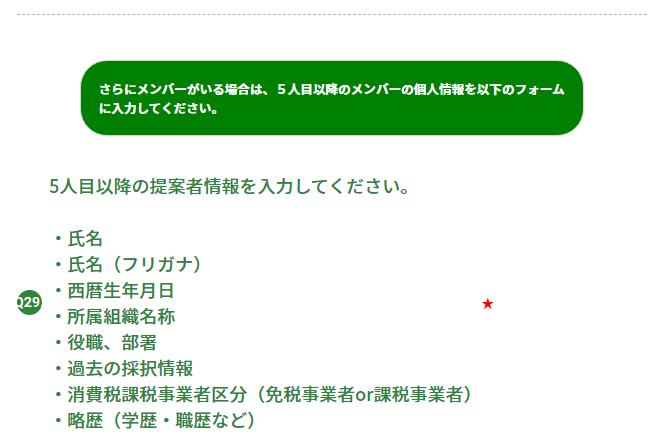 さらにメンバーがいる場合は、５人目以降のメンバーの個人情報を以下のフォーム
に入力してください。
5人目以降の提案者情報を入力してください。
・氏名
・氏名（フリガナ）
・西暦生年月日
Q29
★
・所属組織名称
・役職、部署
・過去の採択情報
・消費税課税事業者区分（免税事業者or課税事業者）
・略歴（学歴・職歴など）